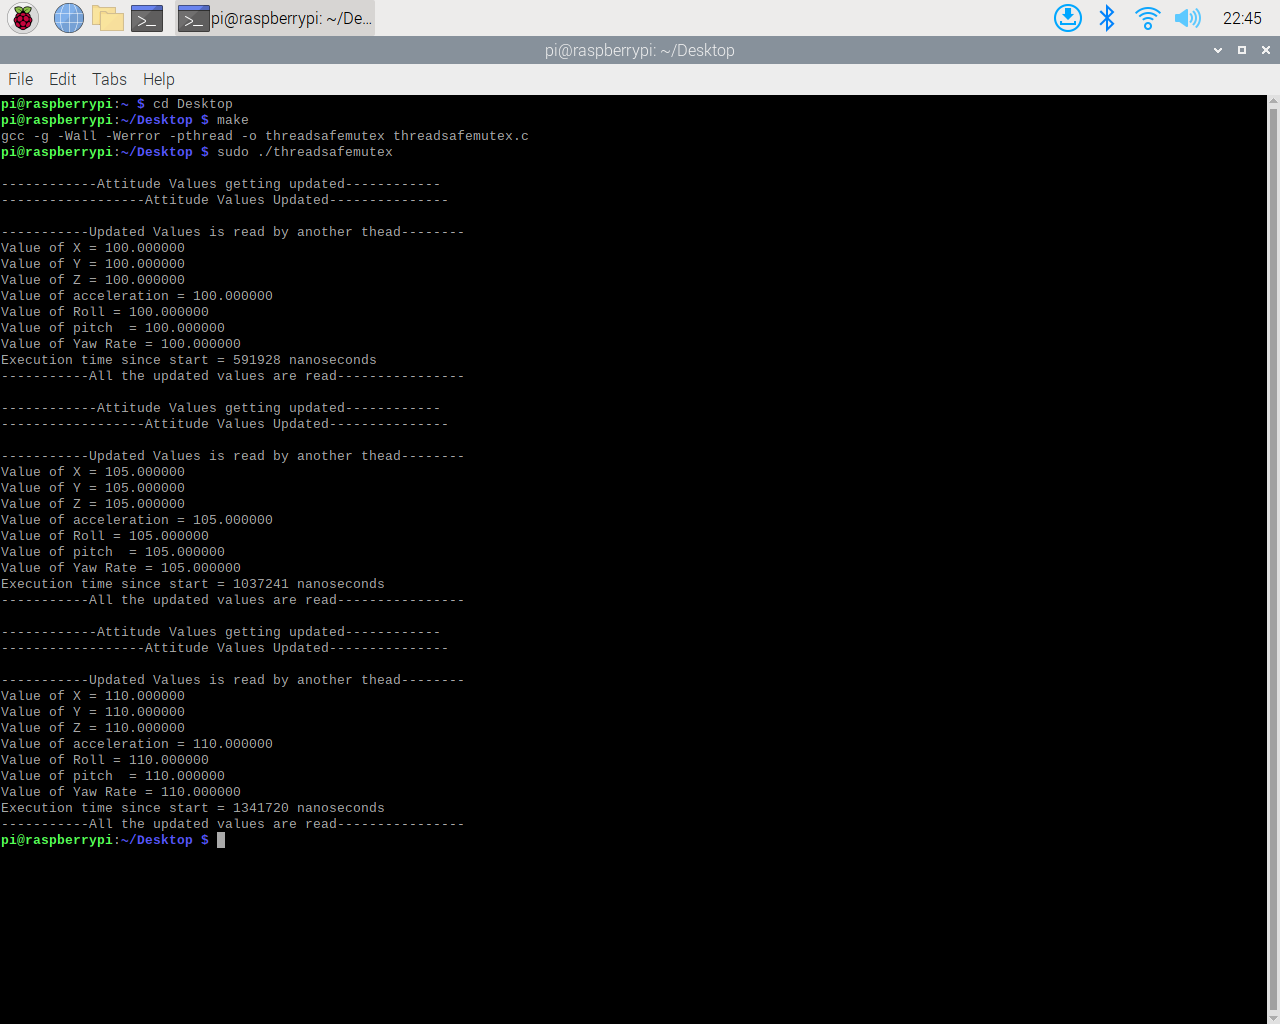 pi@raspberrypi: ~/De...
22:45
pi@raspberrypi: ~/Desktop
File Edit Tabs Help
pi@raspberrypi:~ $ cd Desktop
pi@raspberrypi:~/Desktop $ make
gcc -g -Wall -Werror -pthread -o threadsafemutex threadsafemutex.c
pi@raspberrypi:~/Desktop $ sudo ./threadsafemutex
------------Attitude Values getting updated------------
------------------Attitude Values Updated---------------
-----------Updated Values is read by another thead--------
Value of X = 100.000000
Value of Y = 100.000000
Value of Z = 100.000000
Value of acceleration = 100.000000
Value of Roll = 100.000000
Value of pitch  = 100.000000
Value of Yaw Rate = 100.000000
Execution time since start = 591928 nanoseconds
-----------All the updated values are read----------------
------------Attitude Values getting updated------------
------------------Attitude Values Updated---------------
-----------Updated Values is read by another thead--------
Value of X = 105.000000
Value of Y = 105.000000
Value of Z = 105.000000
Value of acceleration = 105.000000
Value of Roll = 105.000000
Value of pitch  = 105.000000
Value of Yaw Rate = 105.000000
Execution time since start = 1037241 nanoseconds
-----------All the updated values are read----------------
------------Attitude Values getting updated------------
------------------Attitude Values Updated---------------
-----------Updated Values is read by another thead--------
Value of X = 110.000000
Value of Y = 110.000000
Value of Z = 110.000000
Value of acceleration = 110.000000
Value of Roll = 110.000000
Value of pitch  = 110.000000
Value of Yaw Rate = 110.000000
Execution time since start = 1341720 nanoseconds
-----------All the updated values are read----------------
pi@raspberrypi:~/Desktop $